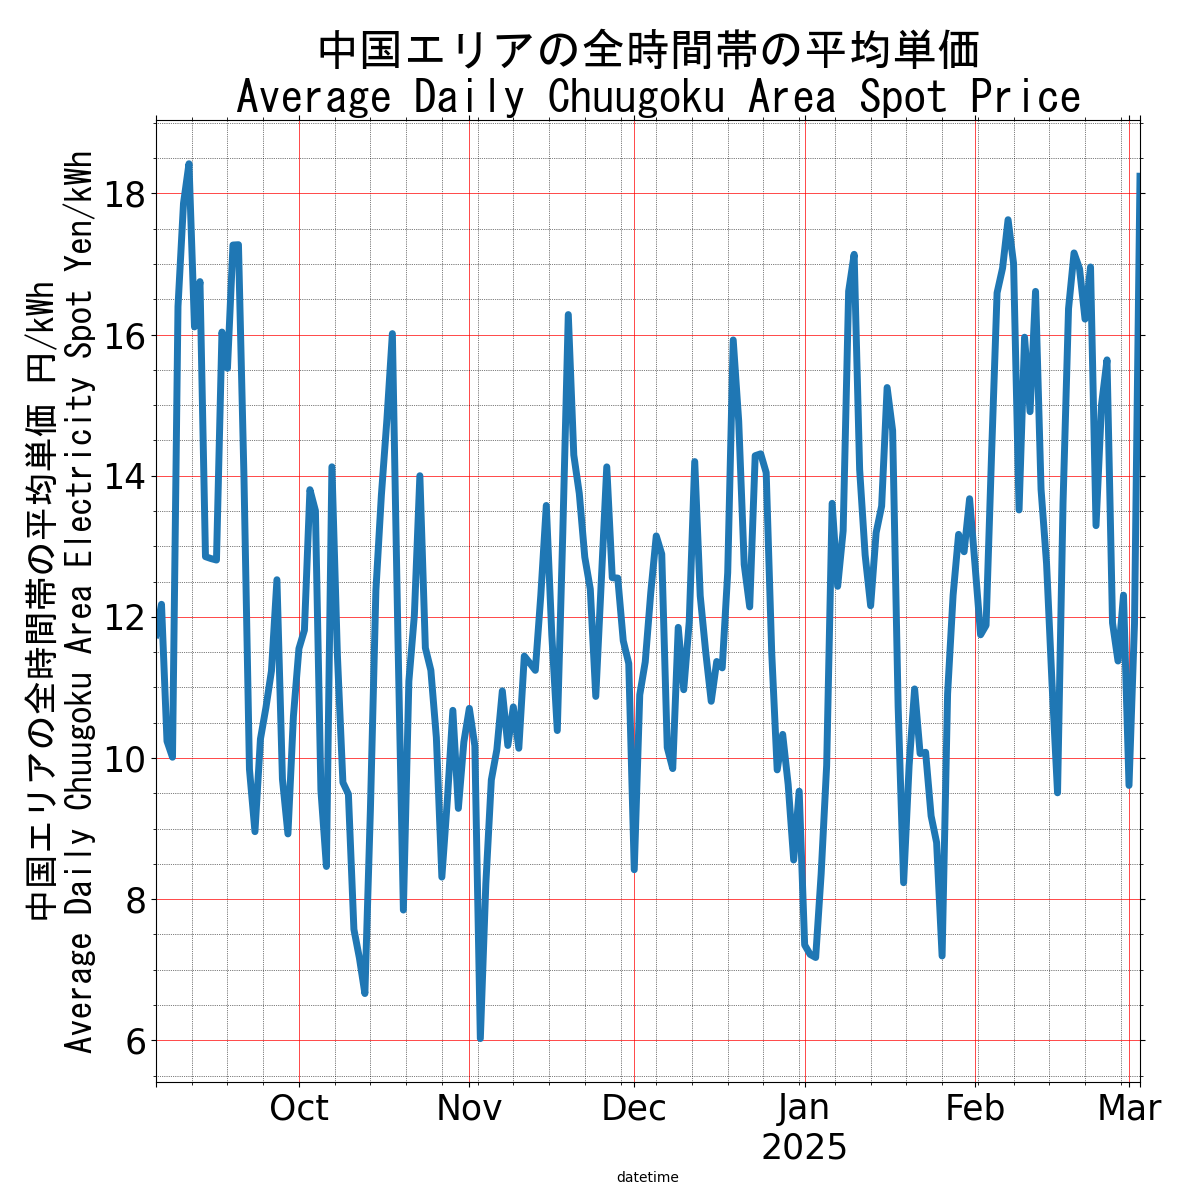 中国エリアの全時間帯の平均単価
Average Daily Chuugoku Area Spot Price
中国エリアの全時間帯の平均単価 円/kWh
Average Daily Chuugoku Area Electricity Spot Yen/kWh
18
16
14
12
10
8
6
Oct
Nov
Dec
Jan
2025
Feb
Mar
datetime